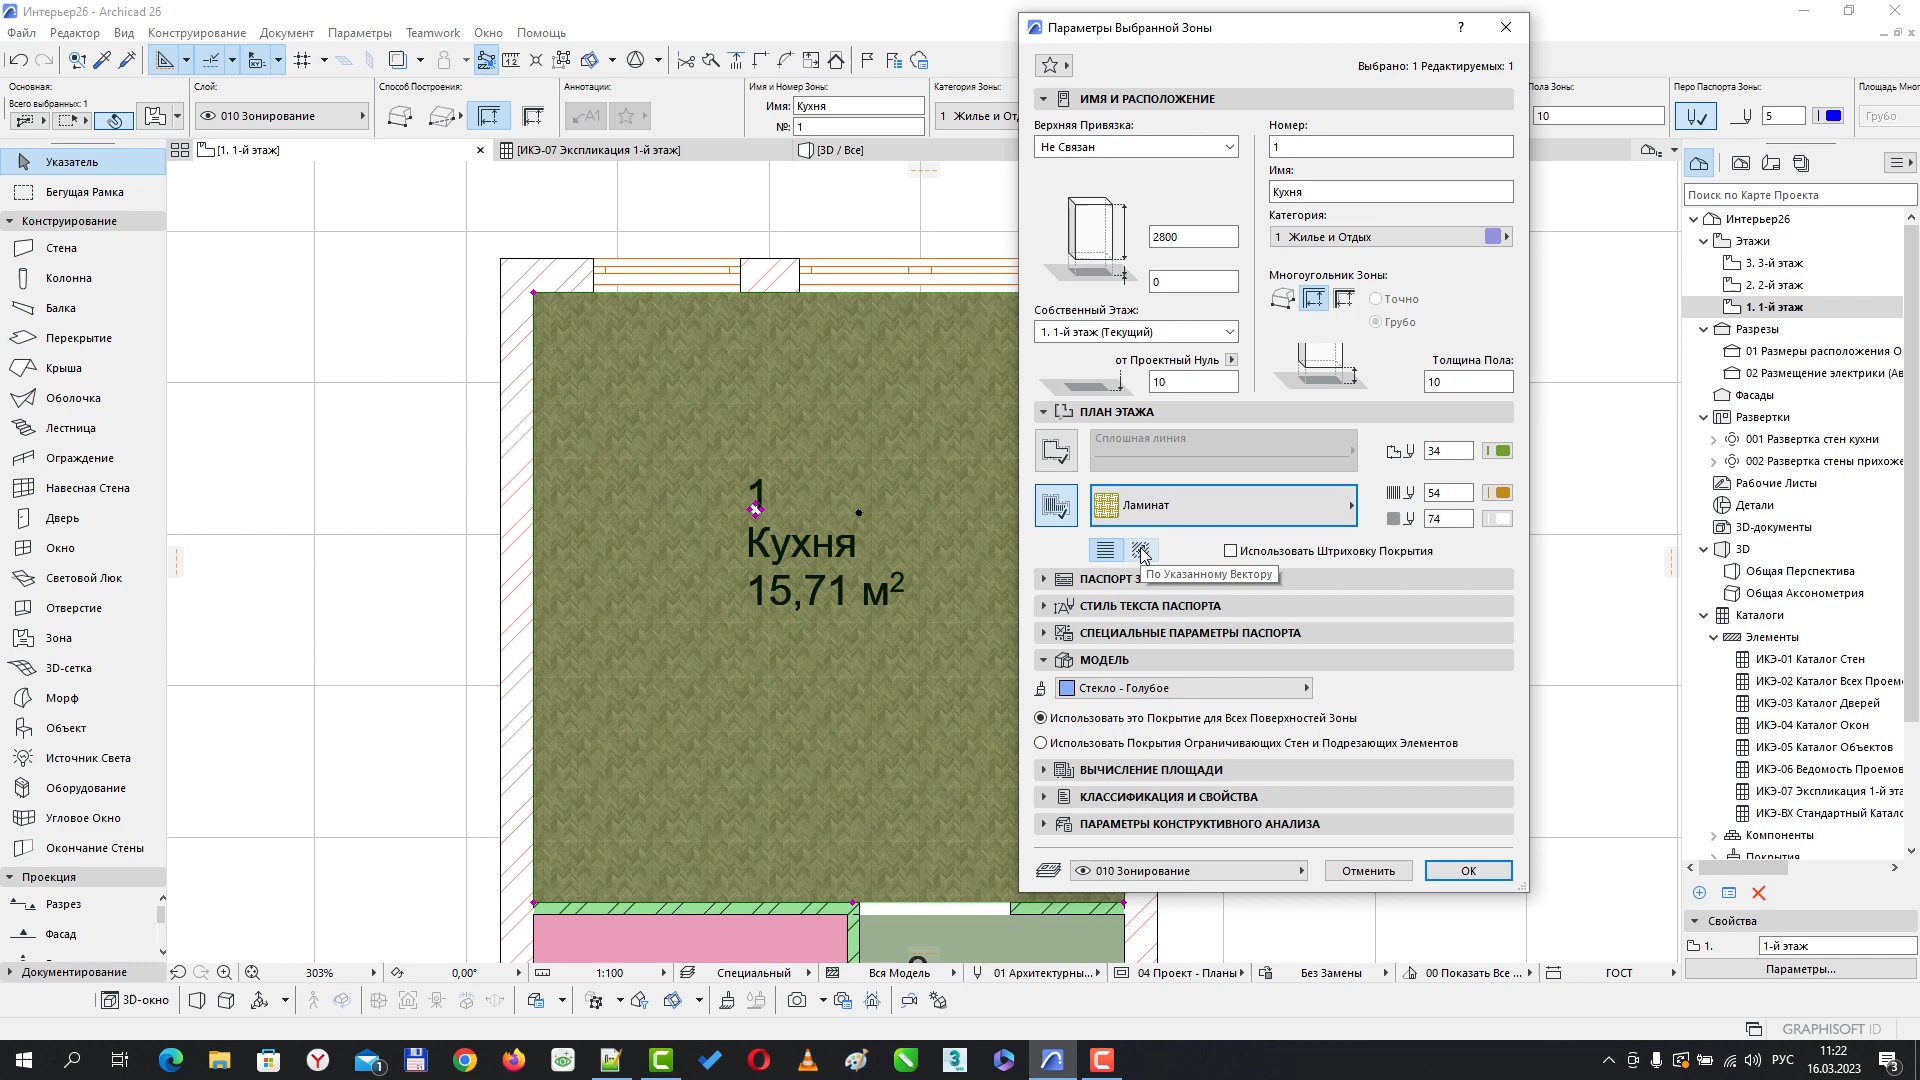 Интерьер26 - Archicad 26
Файл Редактор Вид Конструирование Документ Параметры Teamwork Окно Помощь
Основная:
Всего выбранных: 1
Слой:
010 Зонирование
Способ Построения:
Аннотации:
A1
Имя и Номер Зоны:
Имя: Кухня
№: 1
Категория Зоны:
1 Жилье и От
Пола Зоны:
10
Перо Паспорта Зоны:
5
Площадь Мног
Грубо
[1. 1-й этаж]
[ИКЭ-07 Экспликация 1-й этаж]
[3D / Все]
Указатель
Бегущая Рамка
Конструирование
Стена
Колонна
Балка
Перекрытие
Крыша
Оболочка
Лестница
Ограждение
Навесная Стена
Дверь
Окно
Световой Люк
Отверстие
Зона
3D-сетка
Морф
Объект
Источник Света
Оборудование
Угловое Окно
Окончание Стены
Проекция
Разрез
Фасад
Документирование
1
Кухня
15,71 м2
Параметры Выбранной Зоны
?
Выбрано: 1 Редактируемых: 1
ИМЯ И РАСПОЛОЖЕНИЕ
Верхняя Привязка:
Не Связан
2800
0
Собственный Этаж:
1. 1-й этаж (Текущий)
от Проектный Нуль
10
Номер:
1
Имя:
Кухня
Категория:
1 Жилье и Отдых
Многоугольник Зоны:
Точно
Грубо
Толщина Пола:
10
ПЛАН ЭТАЖА
Сплошная линия
34
Ламинат
54
74
Использовать Штриховку Покрытия
По Указанному Вектору
ПАСПОРТ З
СТИЛЬ ТЕКСТА ПАСПОРТА
СПЕЦИАЛЬНЫЕ ПАРАМЕТРЫ ПАСПОРТА
МОДЕЛЬ
Стекло - Голубое
Использовать это Покрытие для Всех Поверхностей Зоны
Использовать Покрытия Ограничивающих Стен и Подрезающих Элементов
ВЫЧИСЛЕНИЕ ПЛОЩАДИ
КЛАССИФИКАЦИЯ И СВОЙСТВА
ПАРАМЕТРЫ КОНСТРУКТИВНОГО АНАЛИЗА
010 Зонирование
Отменить
ОК
Поиск по Карте Проекта
Интерьер26
Этажи
3. 3-й этаж
2. 2-й этаж
1. 1-й этаж
Разрезы
01 Размеры расположения О
02 Размещение электрики (Ав
Фасады
Развертки
001 Развертка стен кухни
002 Развертка стены прихоже
Рабочие Листы
Детали
3D-документы
3D
Общая Перспектива
Общая Аксонометрия
Каталоги
Элементы
ИКЭ-01 Каталог Стен
ИКЭ-02 Каталог Всех Проем
ИКЭ-03 Каталог Дверей
ИКЭ-04 Каталог Окон
ИКЭ-05 Каталог Объектов
ИКЭ-06 Ведомость Проемов
ИКЭ-07 Экспликация 1-й эта
ИКЭ-ВХ Стандартный Катало
Компоненты
Покрытия
Свойства
1.
1-й этаж
Параметры...
303%
0,00°
1:100
Специальный
Вся Модель
01 Архитектурны...
04 Проект - Планы
Без Замены
00 Показать Все ...
ГОСТ
3D-окно
GRAPHISOFT ID
1
РУС
11:22
16.03.2023
3